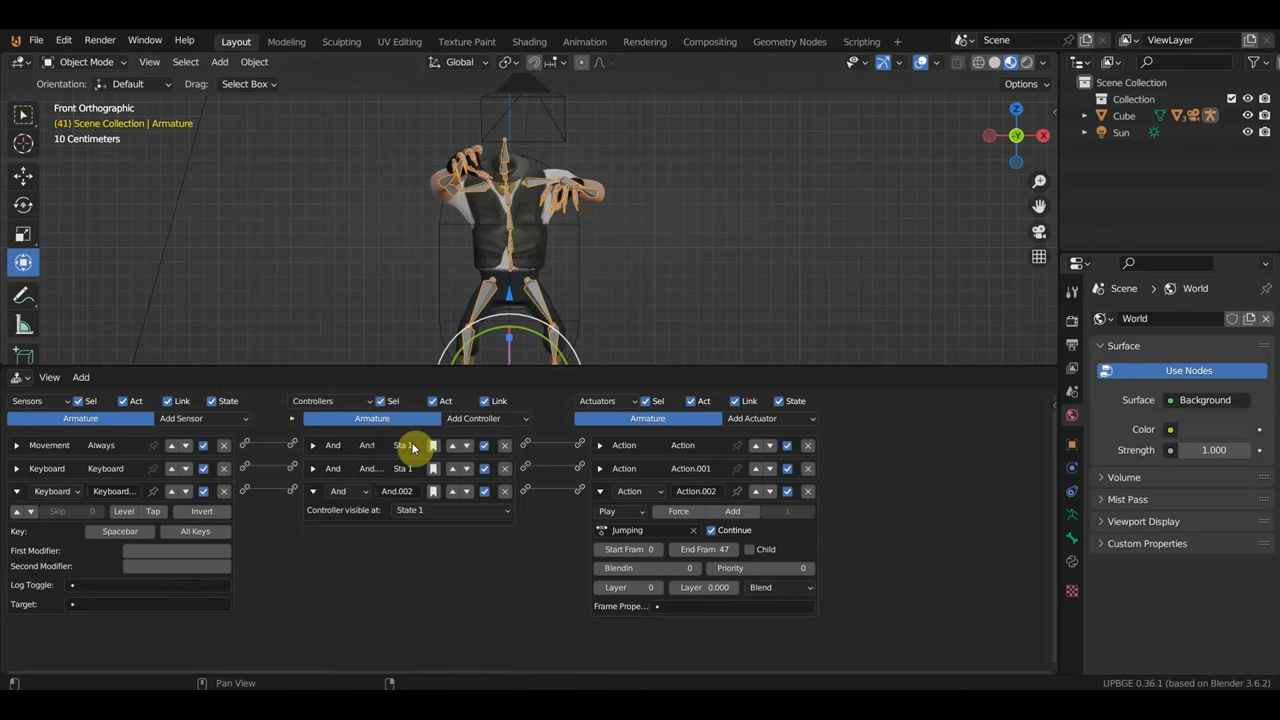 File Edit Render Window Help Layout Modeling Sculpting UV Editing Texture Paint Shading Animation Rendering Compositing Geometry Nodes Scripting + Scene ViewLayer
Object Mode View Select Add Object Global
Orientation: Default Drag: Select Box Options
Front Orthographic
(41) Scene Collection | Armature
10 Centimeters
Z
-Y
X
Scene Collection
Collection
Cube 3
Sun
Scene World
World
Surface
Use Nodes
Surface Background
Color
Strength 1.000
Volume
Mist Pass
Viewport Display
Custom Properties
View Add
Sensors Sel Act Link State Controllers Sel Act Link Actuators Sel Act Link State
Armature Add Sensor Armature Add Controller Armature Add Actuator
Movement Always And And Sta 1 Action Action
Keyboard Keyboard And And... Sta 1 Action Action.001
Keyboard Keyboard... And And.002 Action Action.002
Skip 0 Level Tap Invert Controller visible at: State 1 Play Force Add L
Key: Spacebar All Keys Jumping Continue
First Modifier: Start Fram 0 End Fram 47 Child
Second Modifier: Blendin 0 Priority 0
Log Toggle: Layer 0 Layer 0.000 Blend
Target: Frame Prope...
Pan View UPBGE 0.36.1 (based on Blender 3.6.2)